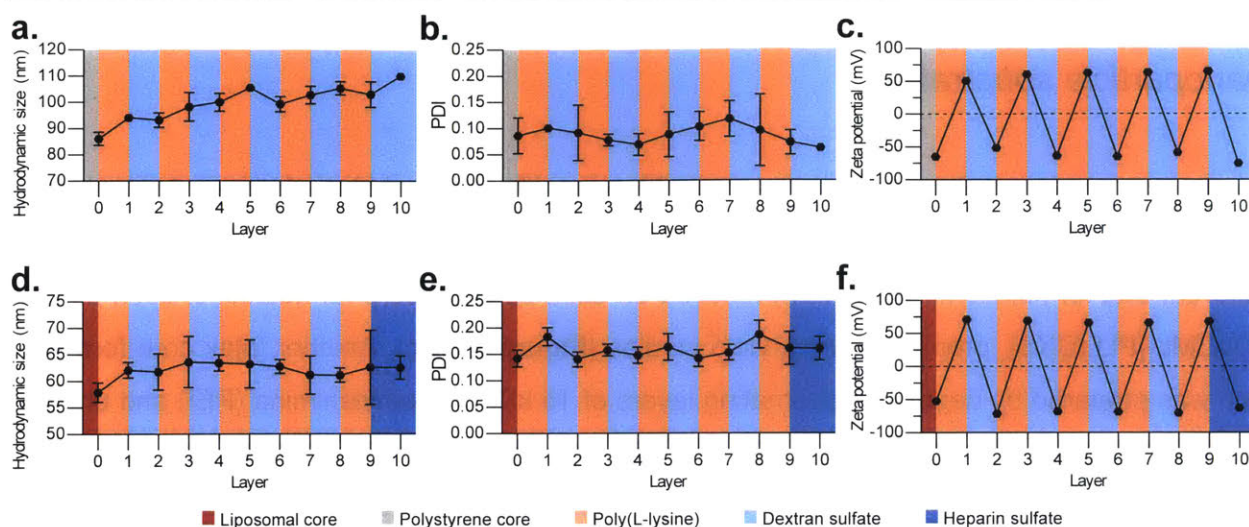 a.
Hydrodynamic size (nm)
120
110
100
90
80
70
0 1 2 3 4 5 6 7 8 9 10
Layer
b.
PDI
0.25
0.20
0.15
0.10
0.05
0.00
0 1 2 3 4 5 6 7 8 9 10
Layer
c.
Zeta potential (mV)
100
50
0
-50
-100
0 1 2 3 4 5 6 7 8 9 10
Layer
d.
Hydrodynamic size (nm)
75
70
65
60
55
50
0 1 2 3 4 5 6 7 8 9 10
Layer
e.
PDI
0.25
0.20
0.15
0.10
0.05
0.00
0 1 2 3 4 5 6 7 8 9 10
Layer
f.
Zeta potential (mV)
100
50
0
-50
-100
0 1 2 3 4 5 6 7 8 9 10
Layer
Liposomal core Polystyrene core Poly(L-lysine) Dextran sulfate Heparin sulfate